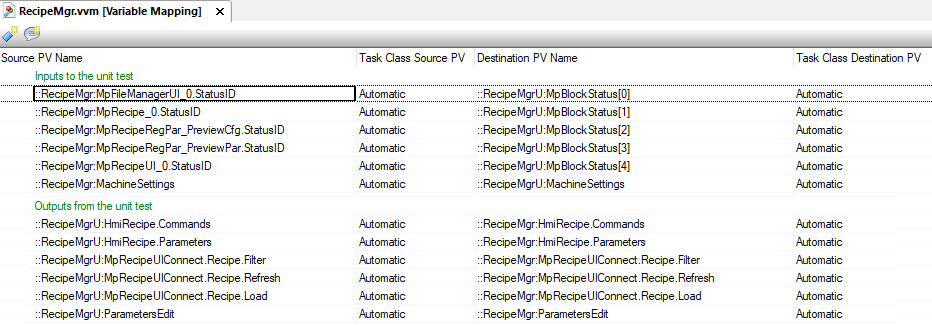 RecipeMgr.vvm [Variable Mapping]
Source PV Name Task Class Source PV Destination PV Name Task Class Destination PV
Inputs to the unit test
::RecipeMgr:MpFileManagerUI_0.StatusID Automatic ::RecipeMgrU:MpBlockStatus[0] Automatic
::RecipeMgr:MpRecipe_0.StatusID Automatic ::RecipeMgrU:MpBlockStatus[1] Automatic
::RecipeMgr:MpRecipeRegPar_PreviewCfg.StatusID Automatic ::RecipeMgrU:MpBlockStatus[2] Automatic
::RecipeMgr:MpRecipeRegPar_PreviewPar.StatusID Automatic ::RecipeMgrU:MpBlockStatus[3] Automatic
::RecipeMgr:MpRecipeUI_0.StatusID Automatic ::RecipeMgrU:MpBlockStatus[4] Automatic
::RecipeMgr:MachineSettings Automatic ::RecipeMgrU:MachineSettings Automatic
Outputs from the unit test
::RecipeMgrU:HmiRecipe.Commands Automatic ::RecipeMgr:HmiRecipe.Commands Automatic
::RecipeMgrU:HmiRecipe.Parameters Automatic ::RecipeMgr:HmiRecipe.Parameters Automatic
::RecipeMgrU:MpRecipeUIConnect.Recipe.Filter Automatic ::RecipeMgr:MpRecipeUIConnect.Recipe.Filter Automatic
::RecipeMgrU:MpRecipeUIConnect.Recipe.Refresh Automatic ::RecipeMgr:MpRecipeUIConnect.Recipe.Refresh Automatic
::RecipeMgrU:MpRecipeUIConnect.Recipe.Load Automatic ::RecipeMgr:MpRecipeUIConnect.Recipe.Load Automatic
::RecipeMgrU:ParametersEdit Automatic ::RecipeMgr:ParametersEdit Automatic